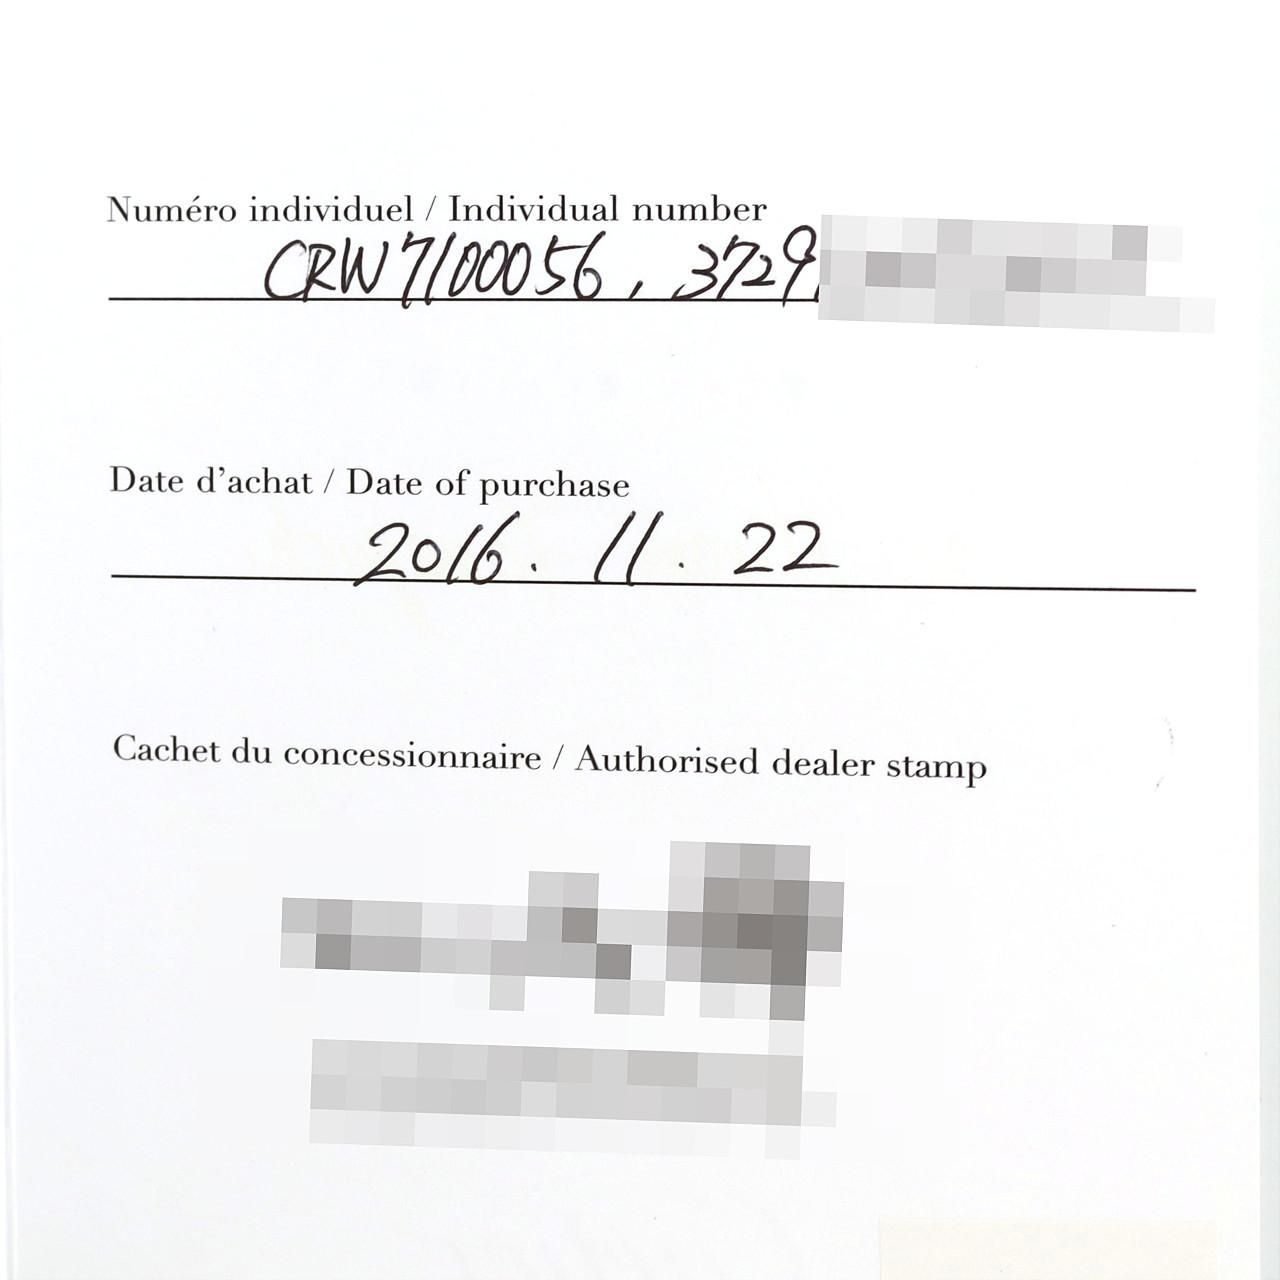 Numéro individuel / Individual number
CRW7100056, 3729
Date d'achat / Date of purchase
2016. 11. 22
Cachet du concessionnaire / Authorised dealer stamp